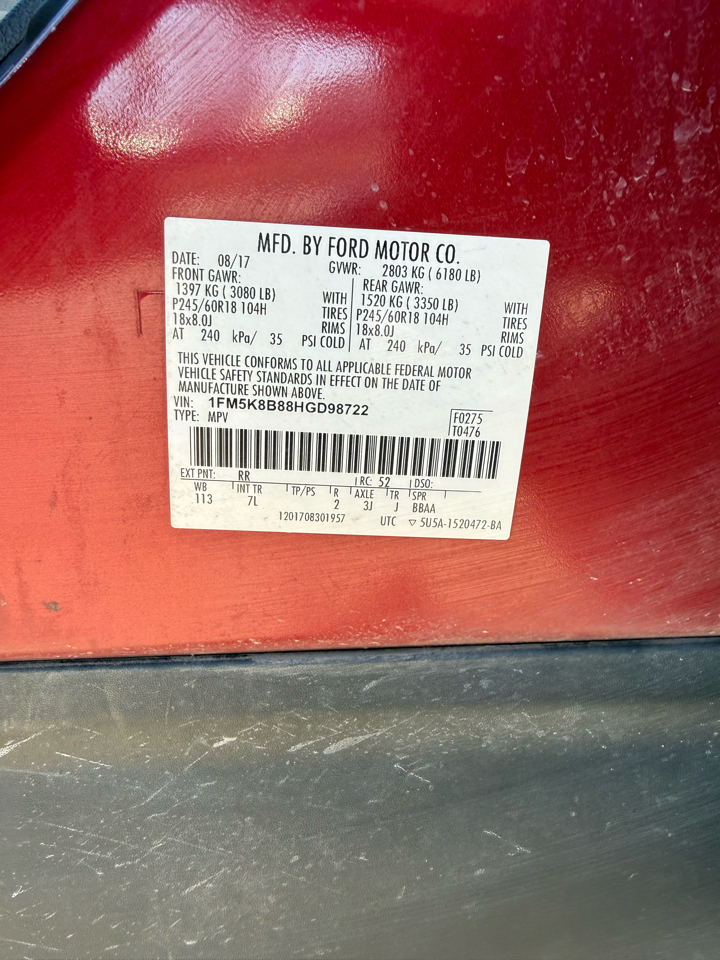 MFD. BY FORD MOTOR CO.
DATE: 08/17 GVWR: 2803 KG ( 6180 LB)
FRONT GAWR: REAR GAWR:
1397 KG ( 3080 LB) WITH 1520 KG ( 3350 LB) WITH
P245/60R18 104H TIRES P245/60R18 104H TIRES
18x8.0J RIMS 18x8.0J RIMS
AT 240 kPa/ 35 PSI COLD AT 240 kPa/ 35 PSI COLD
THIS VEHICLE CONFORMS TO ALL APPLICABLE FEDERAL MOTOR
VEHICLE SAFETY STANDARDS IN EFFECT ON THE DATE OF
MANUFACTURE SHOWN ABOVE.
VIN: 1FM5K8B88HGD98722
TYPE: MPV F0275
T0476
EXT PNT: RR RC: 52 DSO:
WB INT TR TP/PS R AXLE TR SPR
113 7L 2 3J J BBAA
1201708301957 UTC ▽ 5U5A-1520472-BA